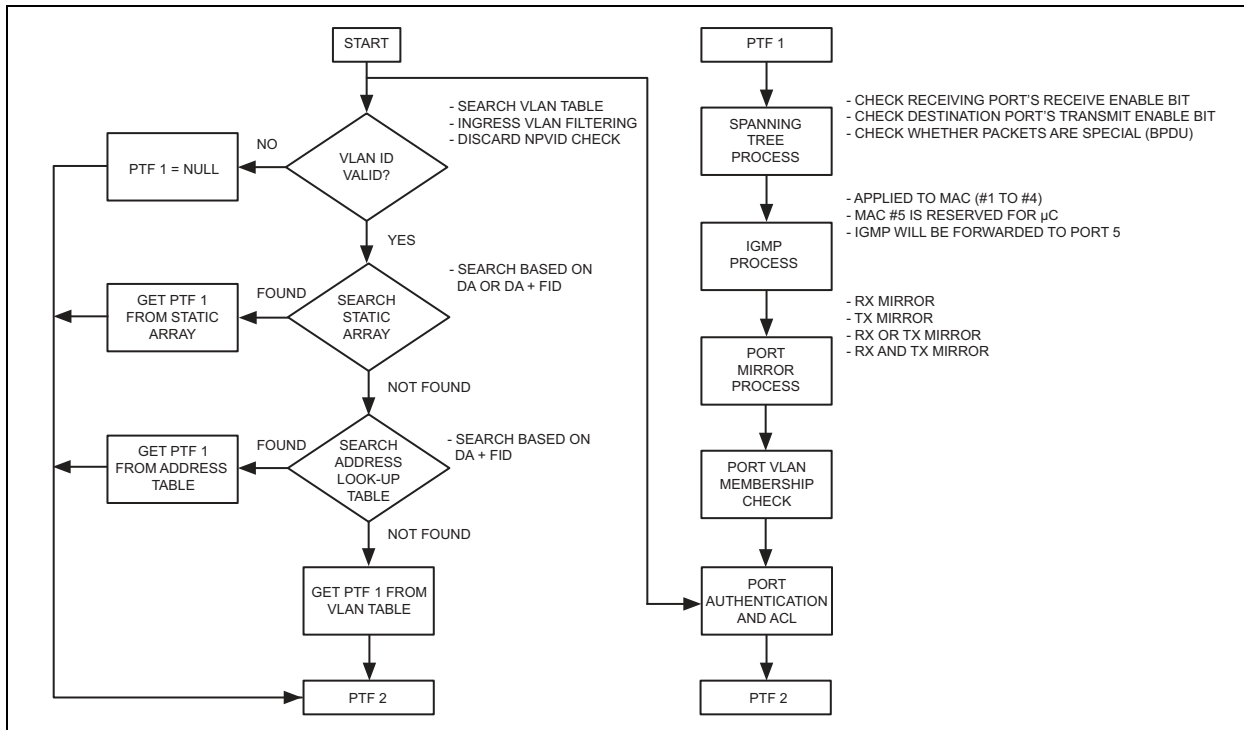 START
- SEARCH VLAN TABLE
- INGRESS VLAN FILTERING
- DISCARD NPVID CHECK
NO
VLAN ID
VALID?
PTF 1 = NULL
YES
- SEARCH BASED ON
DA OR DA + FID
FOUND
SEARCH
STATIC
ARRAY
GET PTF 1
FROM STATIC
ARRAY
NOT FOUND
- SEARCH BASED ON
DA + FID
FOUND
SEARCH
ADDRESS
LOOK-UP
TABLE
GET PTF 1
FROM ADDRESS
TABLE
NOT FOUND
GET PTF 1 FROM
VLAN TABLE
PTF 2
PTF 1
- CHECK RECEIVING PORT'S RECEIVE ENABLE BIT
- CHECK DESTINATION PORT'S TRANSMIT ENABLE BIT
- CHECK WHETHER PACKETS ARE SPECIAL (BPDU)
SPANNING
TREE
PROCESS
- APPLIED TO MAC (#1 TO #4)
- MAC #5 IS RESERVED FOR µC
- IGMP WILL BE FORWARDED TO PORT 5
IGMP
PROCESS
- RX MIRROR
- TX MIRROR
- RX OR TX MIRROR
- RX AND TX MIRROR
PORT
MIRROR
PROCESS
PORT VLAN
MEMBERSHIP
CHECK
PORT
AUTHENTICATION
AND ACL
PTF 2